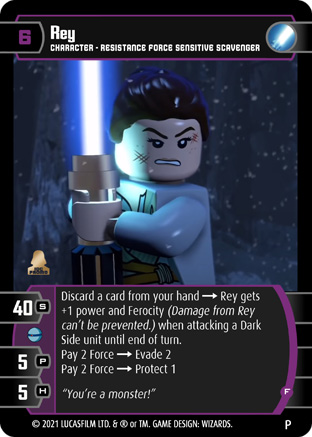 6
Rey
CHARACTER - RESISTANCE FORCE SENSITIVE SCAVENGER
40 S
5 P
5 H
Discard a card from your hand → Rey gets
+1 power and Ferocity (Damage from Rey
can't be prevented.) when attacking a Dark
Side unit until end of turn.
Pay 2 Force → Evade 2
Pay 2 Force → Protect 1
"You're a monster!"
F
© 2021 LUCASFILM LTD. & ® or TM. GAME DESIGN: WIZARDS.
P